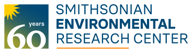 60 years
SMITHSONIAN
ENVIRONMENTAL
RESEARCH CENTER